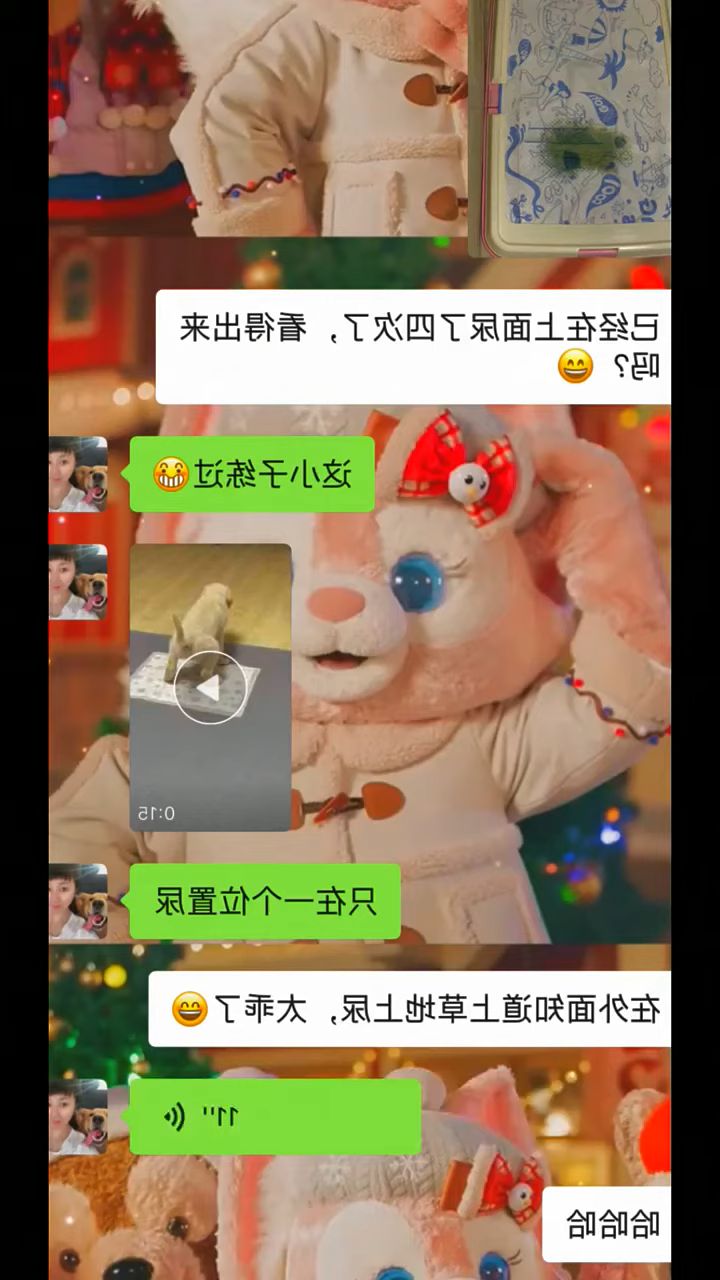 已经在上面尿了四次了，看得出来
吗？😄
这小子练过😁
0:15
只在一个位置尿
在外面知道上草地上尿，太乖了😄
11''
哈哈哈